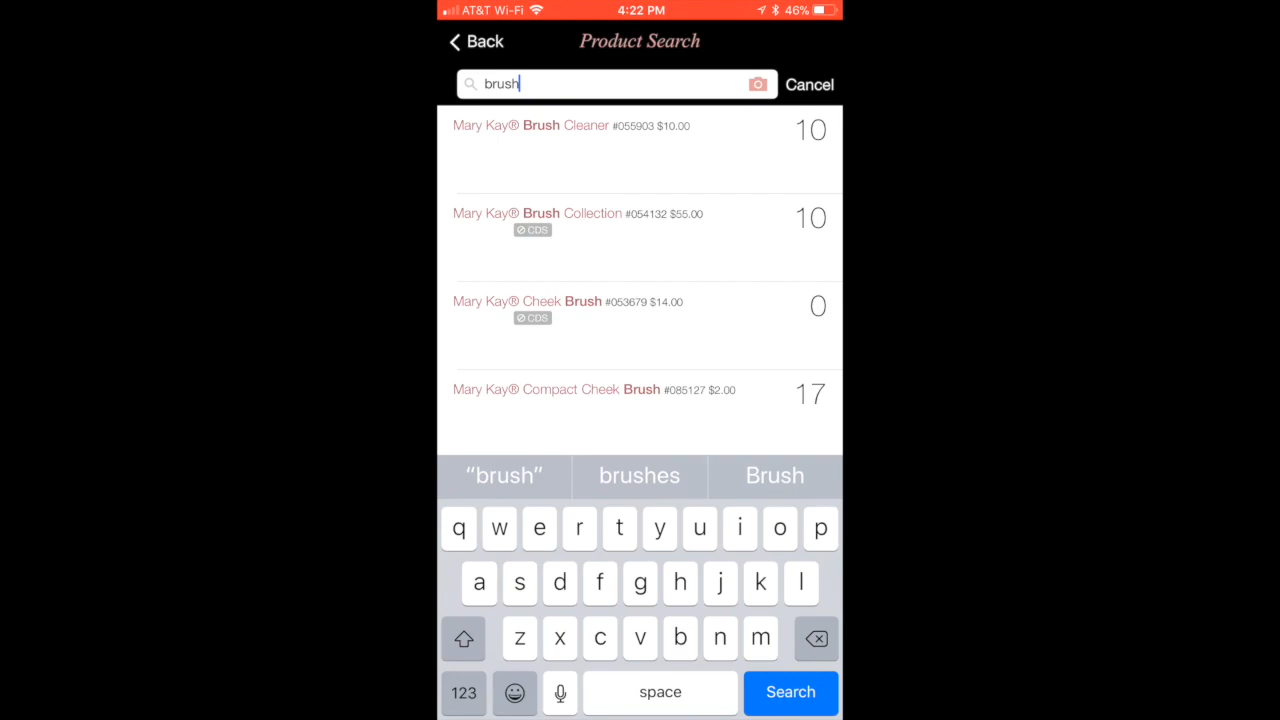 AT&T Wi-Fi 4:22 PM 46%
Back Product Search
brush Cancel
Mary Kay® Brush Cleaner #055903 $10.00 10
Mary Kay® Brush Collection #054132 $55.00 10
CDS
Mary Kay® Cheek Brush #053679 $14.00 0
CDS
Mary Kay® Compact Cheek Brush #085127 $2.00 17
“brush” brushes Brush
q w e r t y u i o p
a s d f g h j k l
z x c v b n m
123 space Search